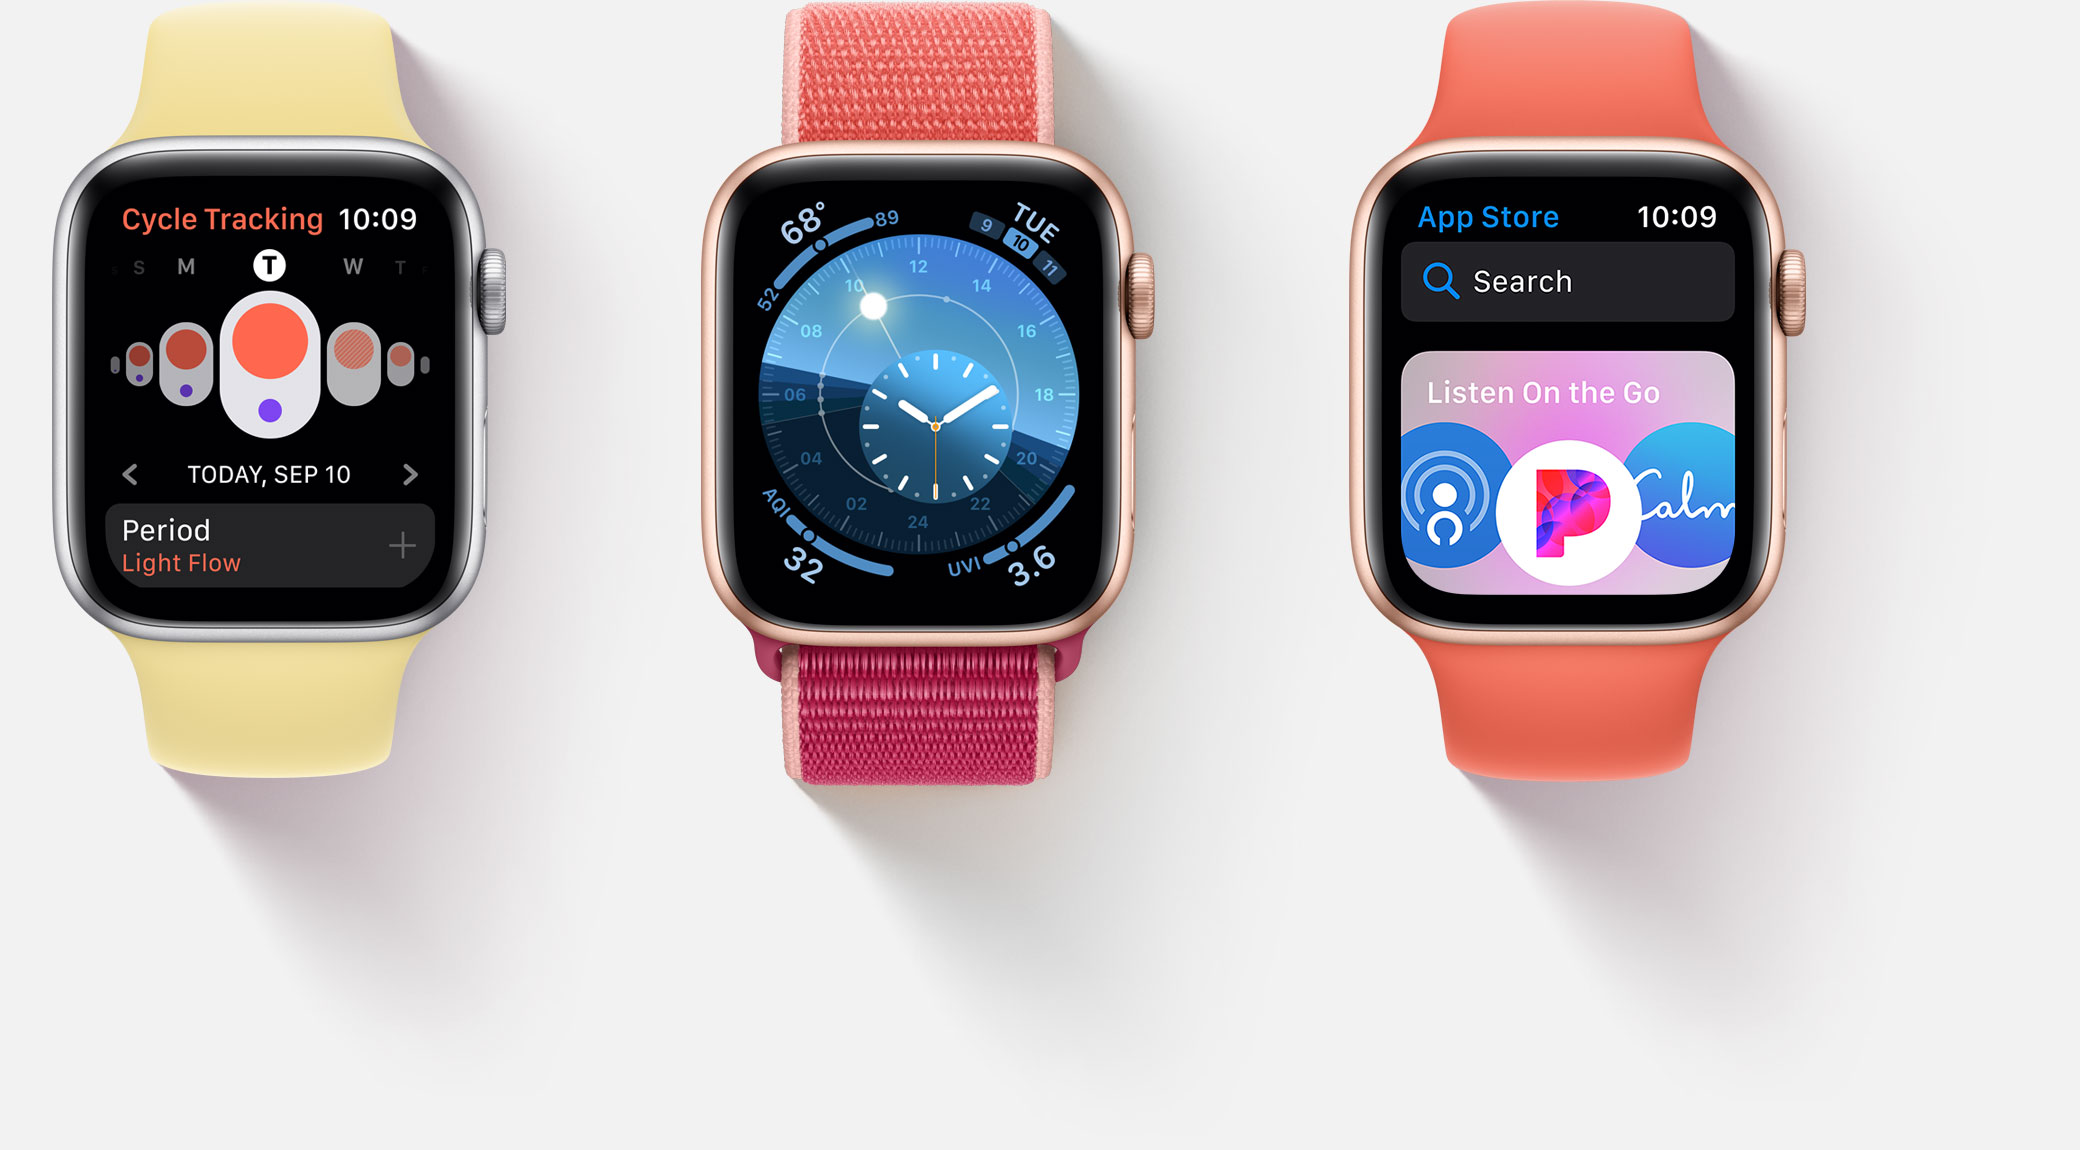 Cycle Tracking 10:09
S M T W T
TODAY, SEP 10
Period
Light Flow
68°
52
89
TUE
9 10 11
12
14
16
18
20
22
24
02
04
06
08
10
AQI
32
UVI
3.6
App Store 10:09
Search
Listen On the Go
P
Calm